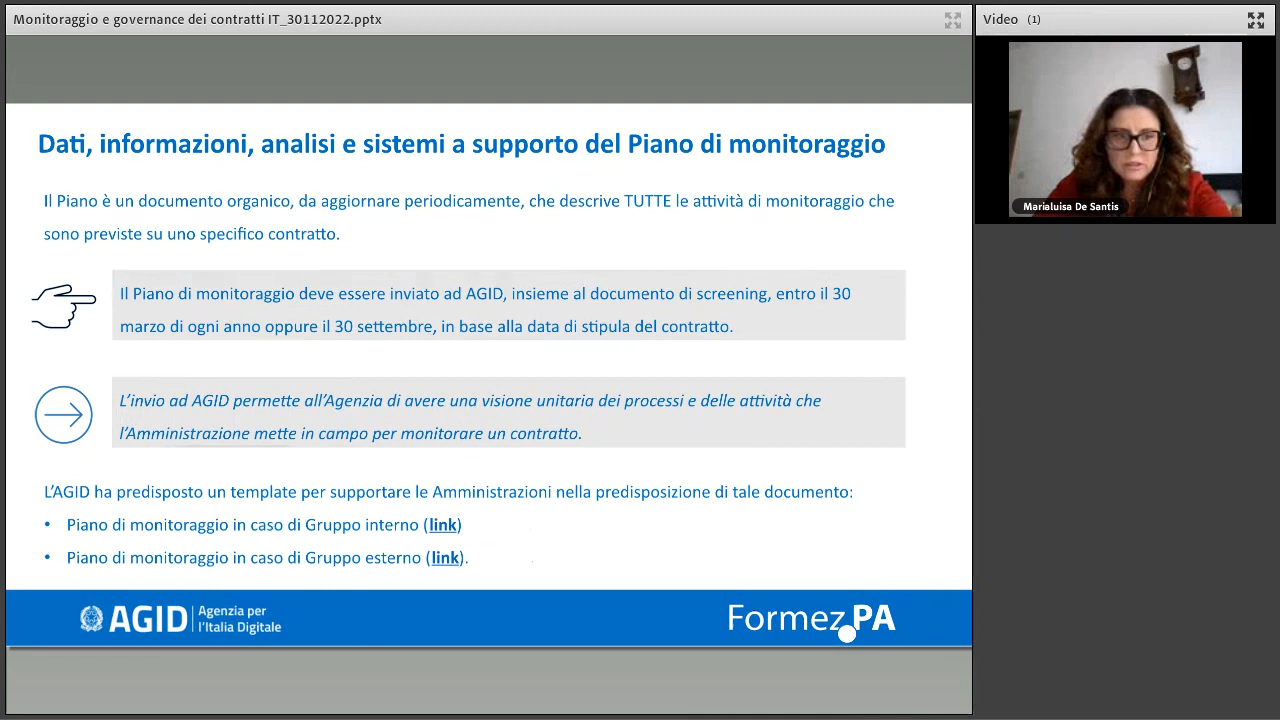 Monitoraggio e governance dei contratti IT_30112022.pptx
Video (1)
Marialuisa De Santis
Dati, informazioni, analisi e sistemi a supporto del Piano di monitoraggio
Il Piano è un documento organico, da aggiornare periodicamente, che descrive TUTTE le attività di monitoraggio che
sono previste su uno specifico contratto.
Il Piano di monitoraggio deve essere inviato ad AGID, insieme al documento di screening, entro il 30
marzo di ogni anno oppure il 30 settembre, in base alla data di stipula del contratto.
L’invio ad AGID permette all’Agenzia di avere una visione unitaria dei processi e delle attività che
l’Amministrazione mette in campo per monitorare un contratto.
L’AGID ha predisposto un template per supportare le Amministrazioni nella predisposizione di tale documento:
• Piano di monitoraggio in caso di Gruppo interno (link)
• Piano di monitoraggio in caso di Gruppo esterno (link).
AGID Agenzia per
l’Italia Digitale
Formez PA